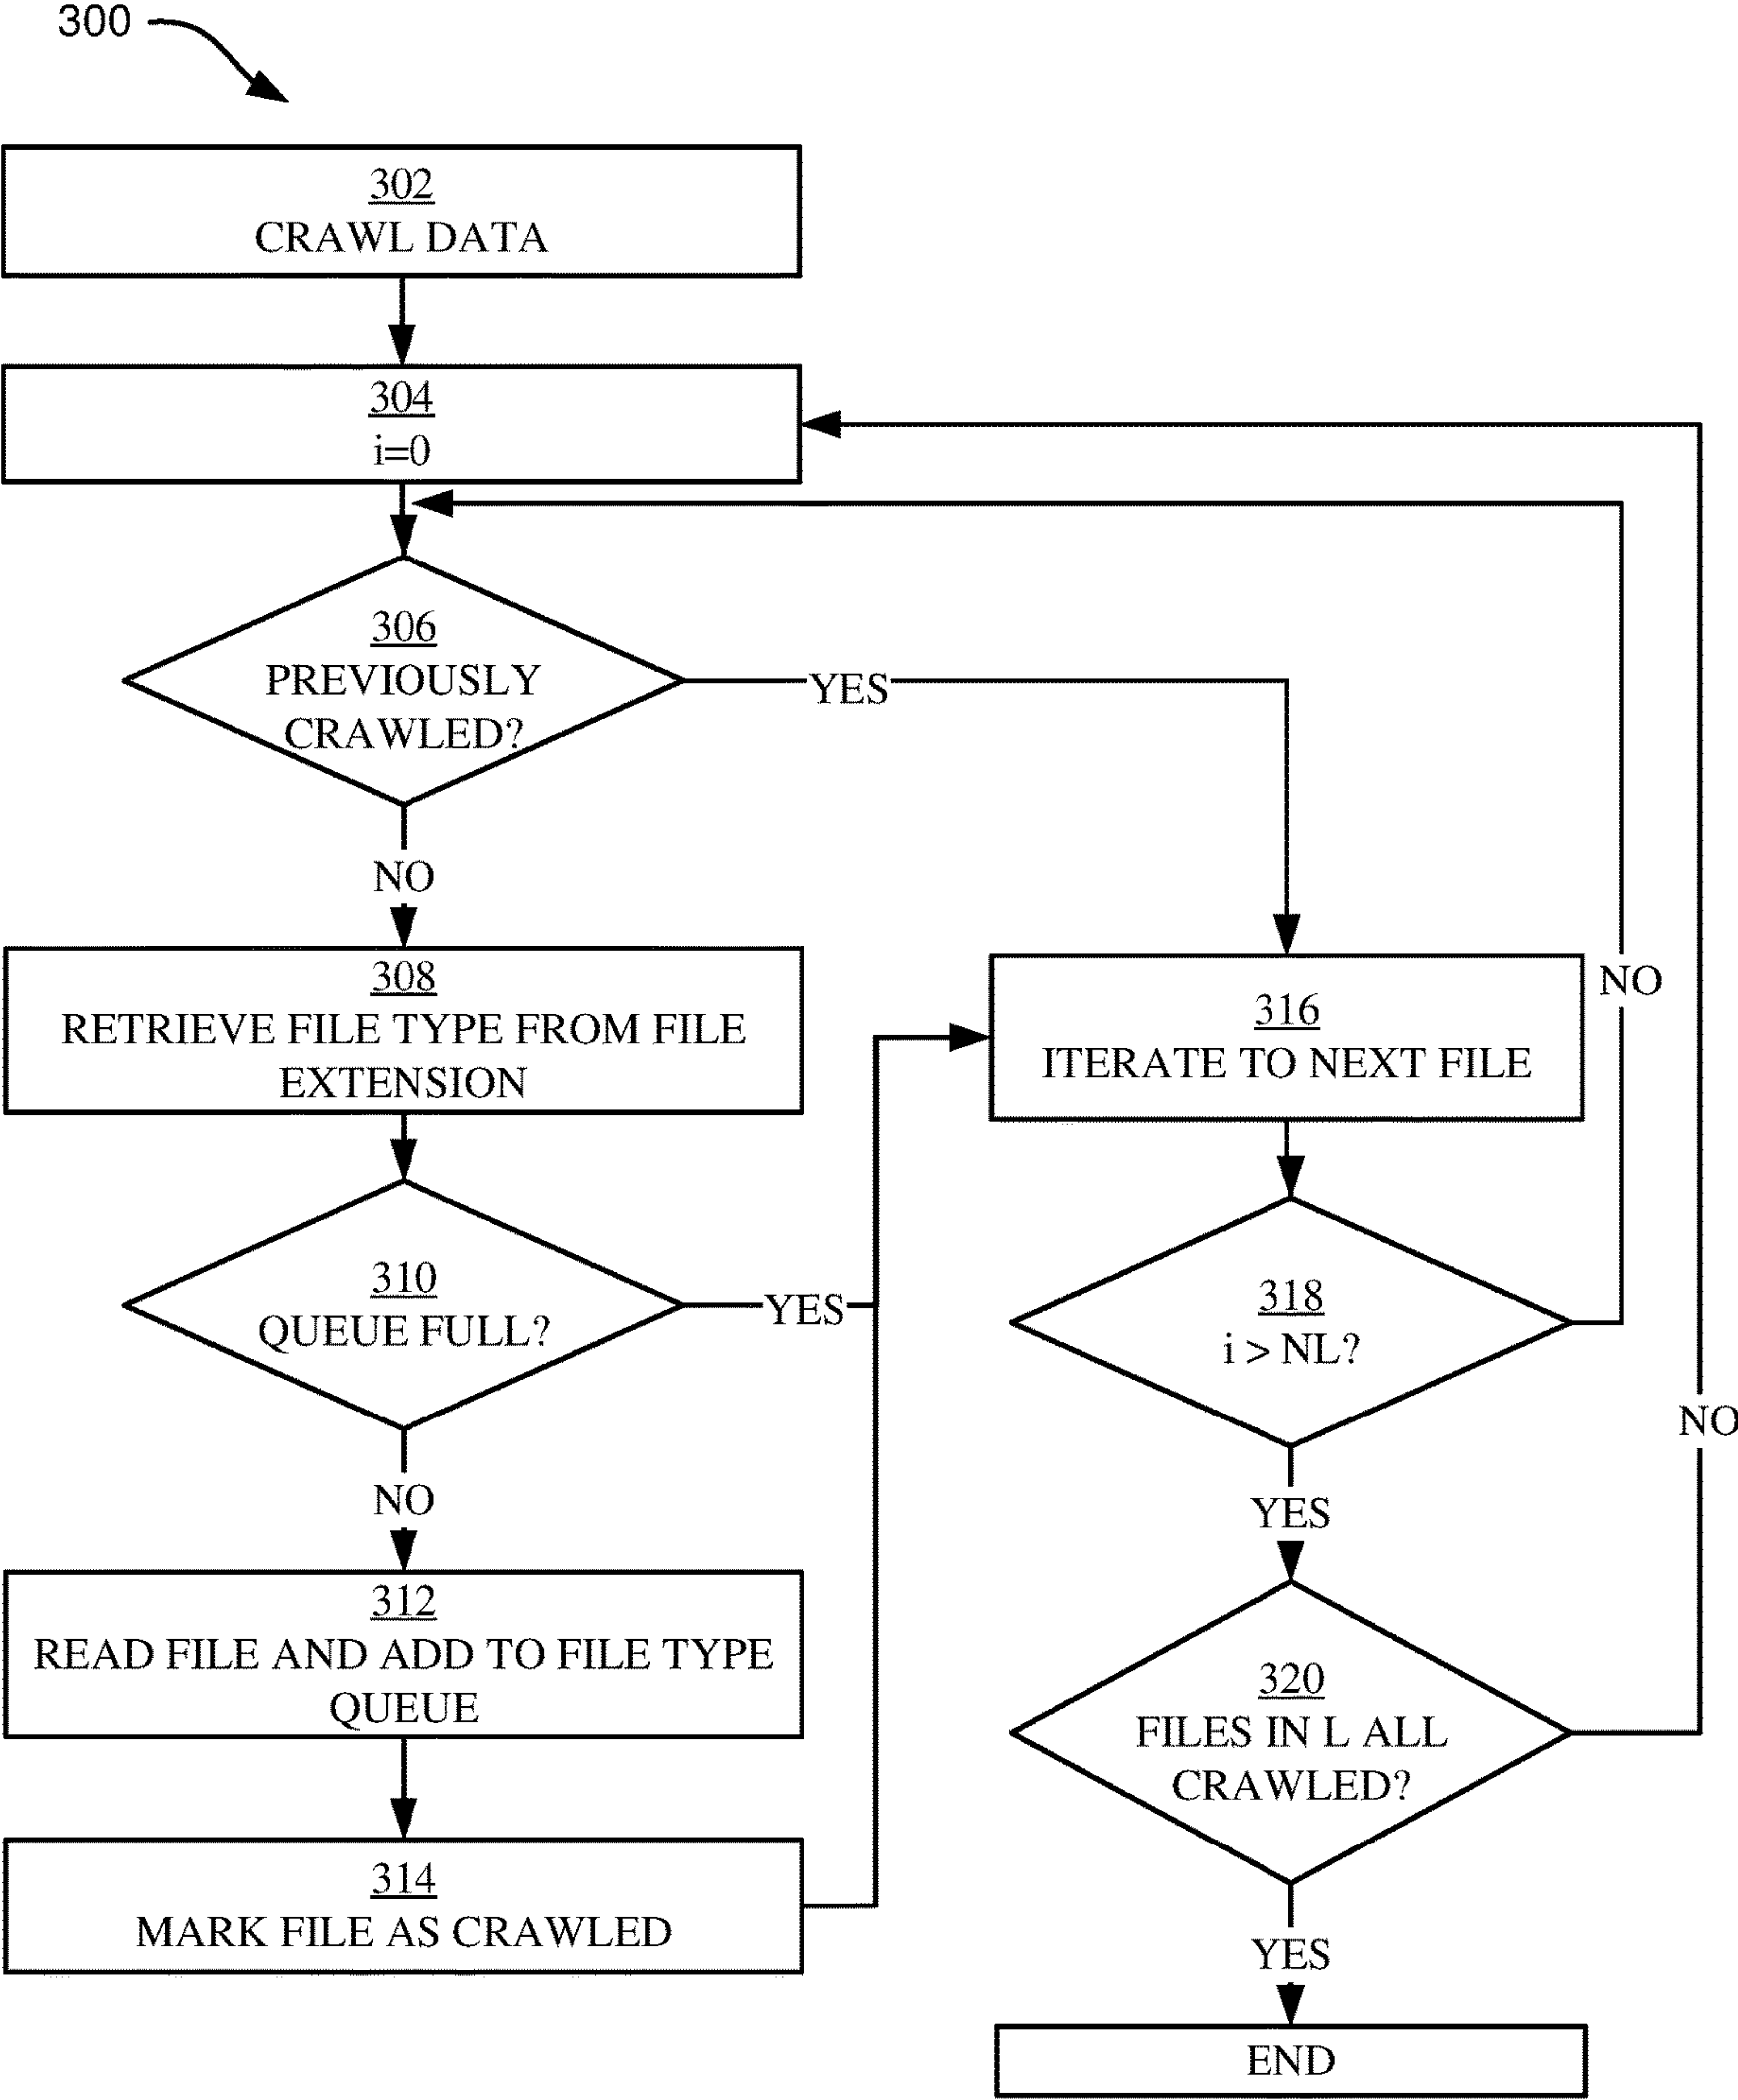 300
302
CRAWL DATA
304
i=0
306
PREVIOUSLY
CRAWLED?
YES
NO
308
RETRIEVE FILE TYPE FROM FILE
EXTENSION
310
QUEUE FULL?
YES
NO
312
READ FILE AND ADD TO FILE TYPE
QUEUE
314
MARK FILE AS CRAWLED
316
ITERATE TO NEXT FILE
NO
318
i > NL?
NO
YES
320
FILES IN L ALL
CRAWLED?
YES
END